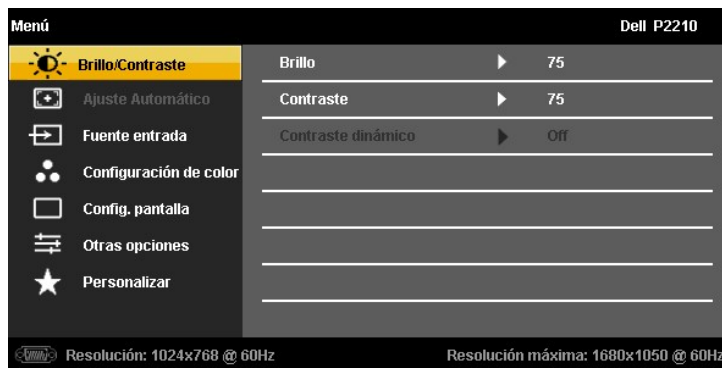 Menú Dell P2210
Brillo/Contraste Brillo 75
Ajuste Automático Contraste 75
Fuente entrada Contraste dinámico Off
Configuración de color
Config. pantalla
Otras opciones
Personalizar
Resolución: 1024x768 @ 60Hz Resolución máxima: 1680x1050 @ 60Hz